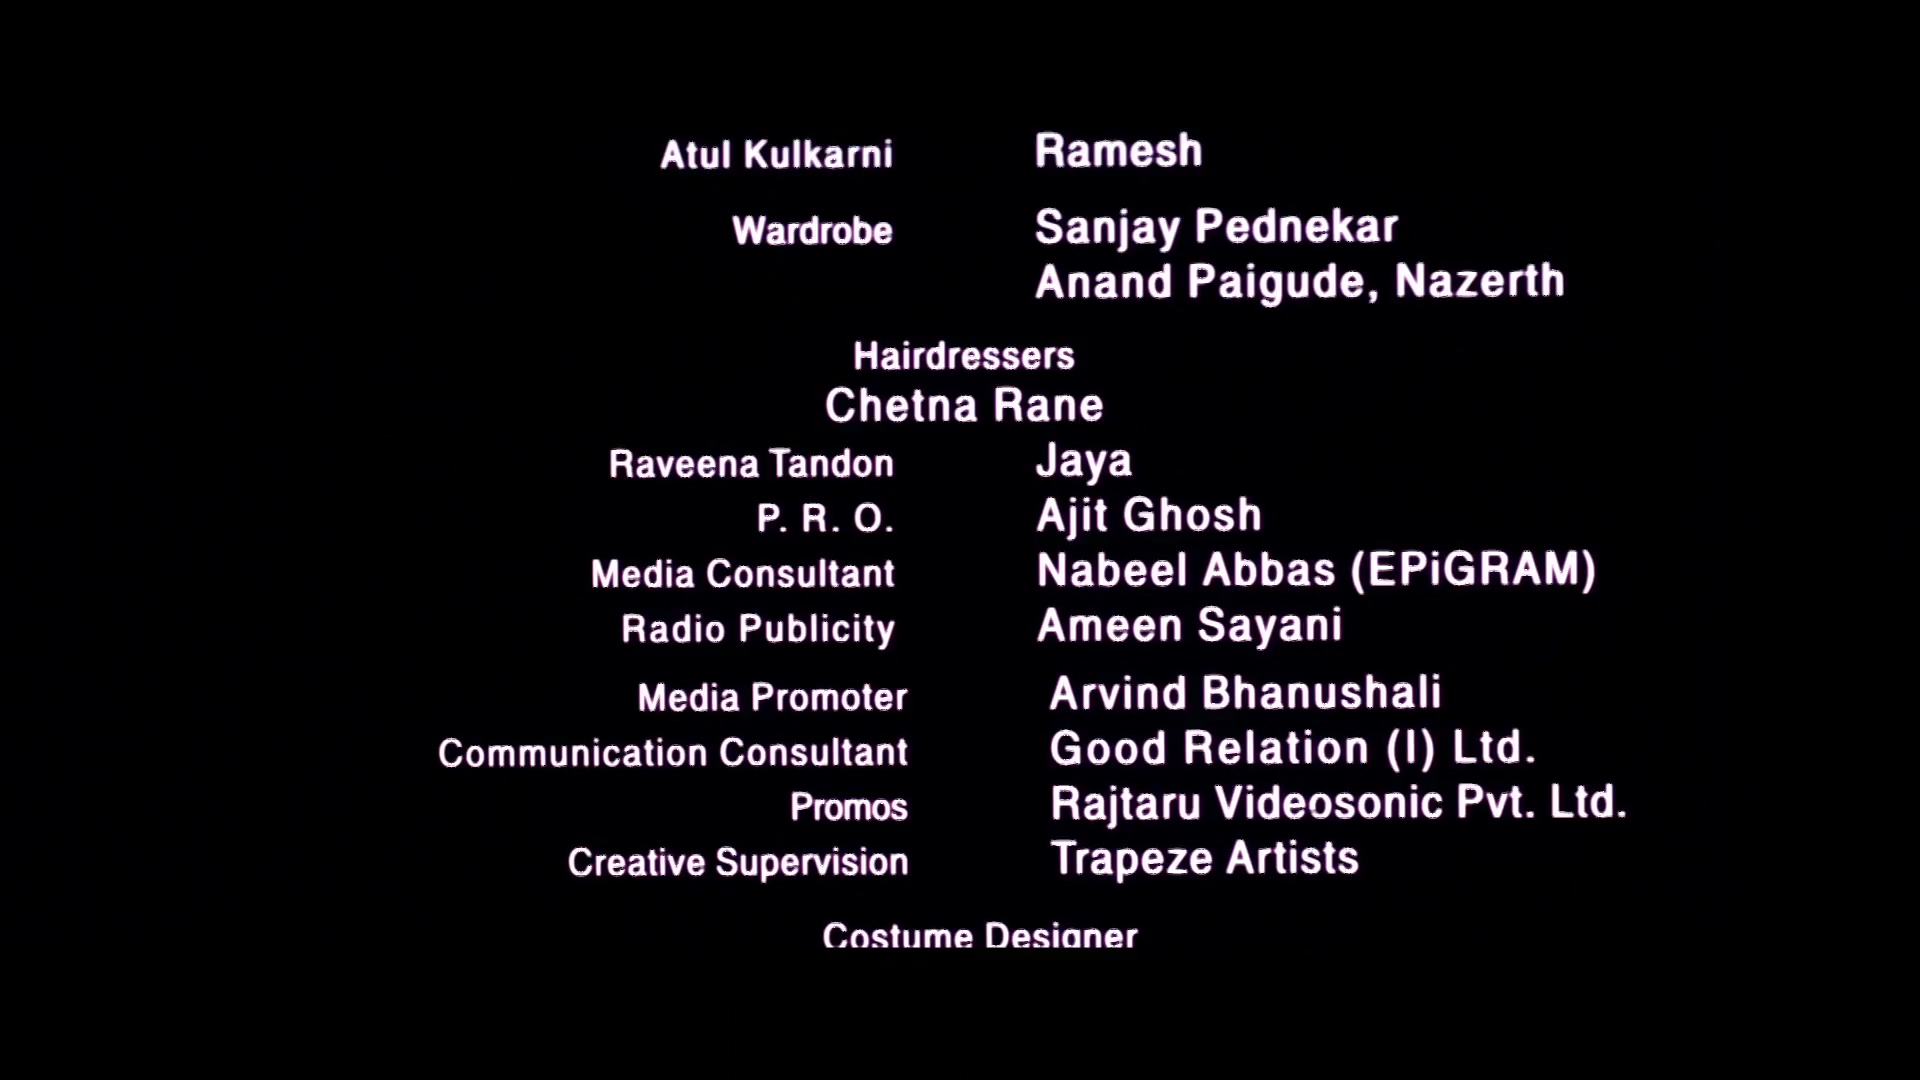 Atul Kulkarni Ramesh
Wardrobe Sanjay Pednekar
Anand Paigude, Nazerth
Hairdressers
Chetna Rane
Raveena Tandon Jaya
P. R. O. Ajit Ghosh
Media Consultant Nabeel Abbas (EPiGRAM)
Radio Publicity Ameen Sayani
Media Promoter Arvind Bhanushali
Communication Consultant Good Relation (I) Ltd.
Promos Rajtaru Videosonic Pvt. Ltd.
Creative Supervision Trapeze Artists
Costume Designer